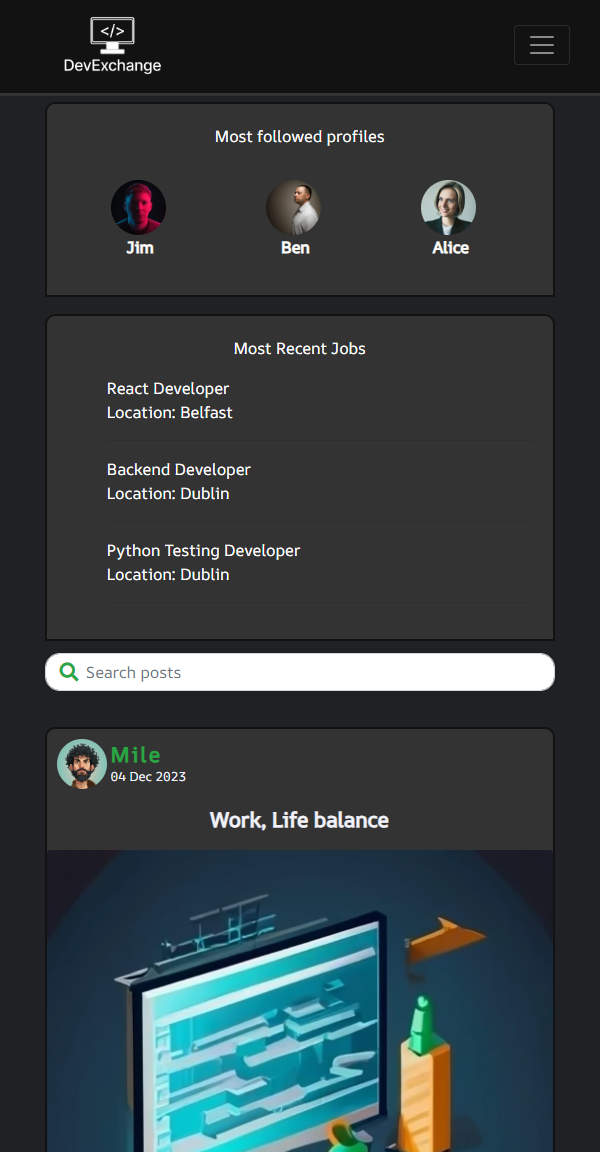 </>
DevExchange
Most followed profiles
Jim
Ben
Alice
Most Recent Jobs
React Developer
Location: Belfast
Backend Developer
Location: Dublin
Python Testing Developer
Location: Dublin
Search posts
Mile
04 Dec 2023
Work, Life balance